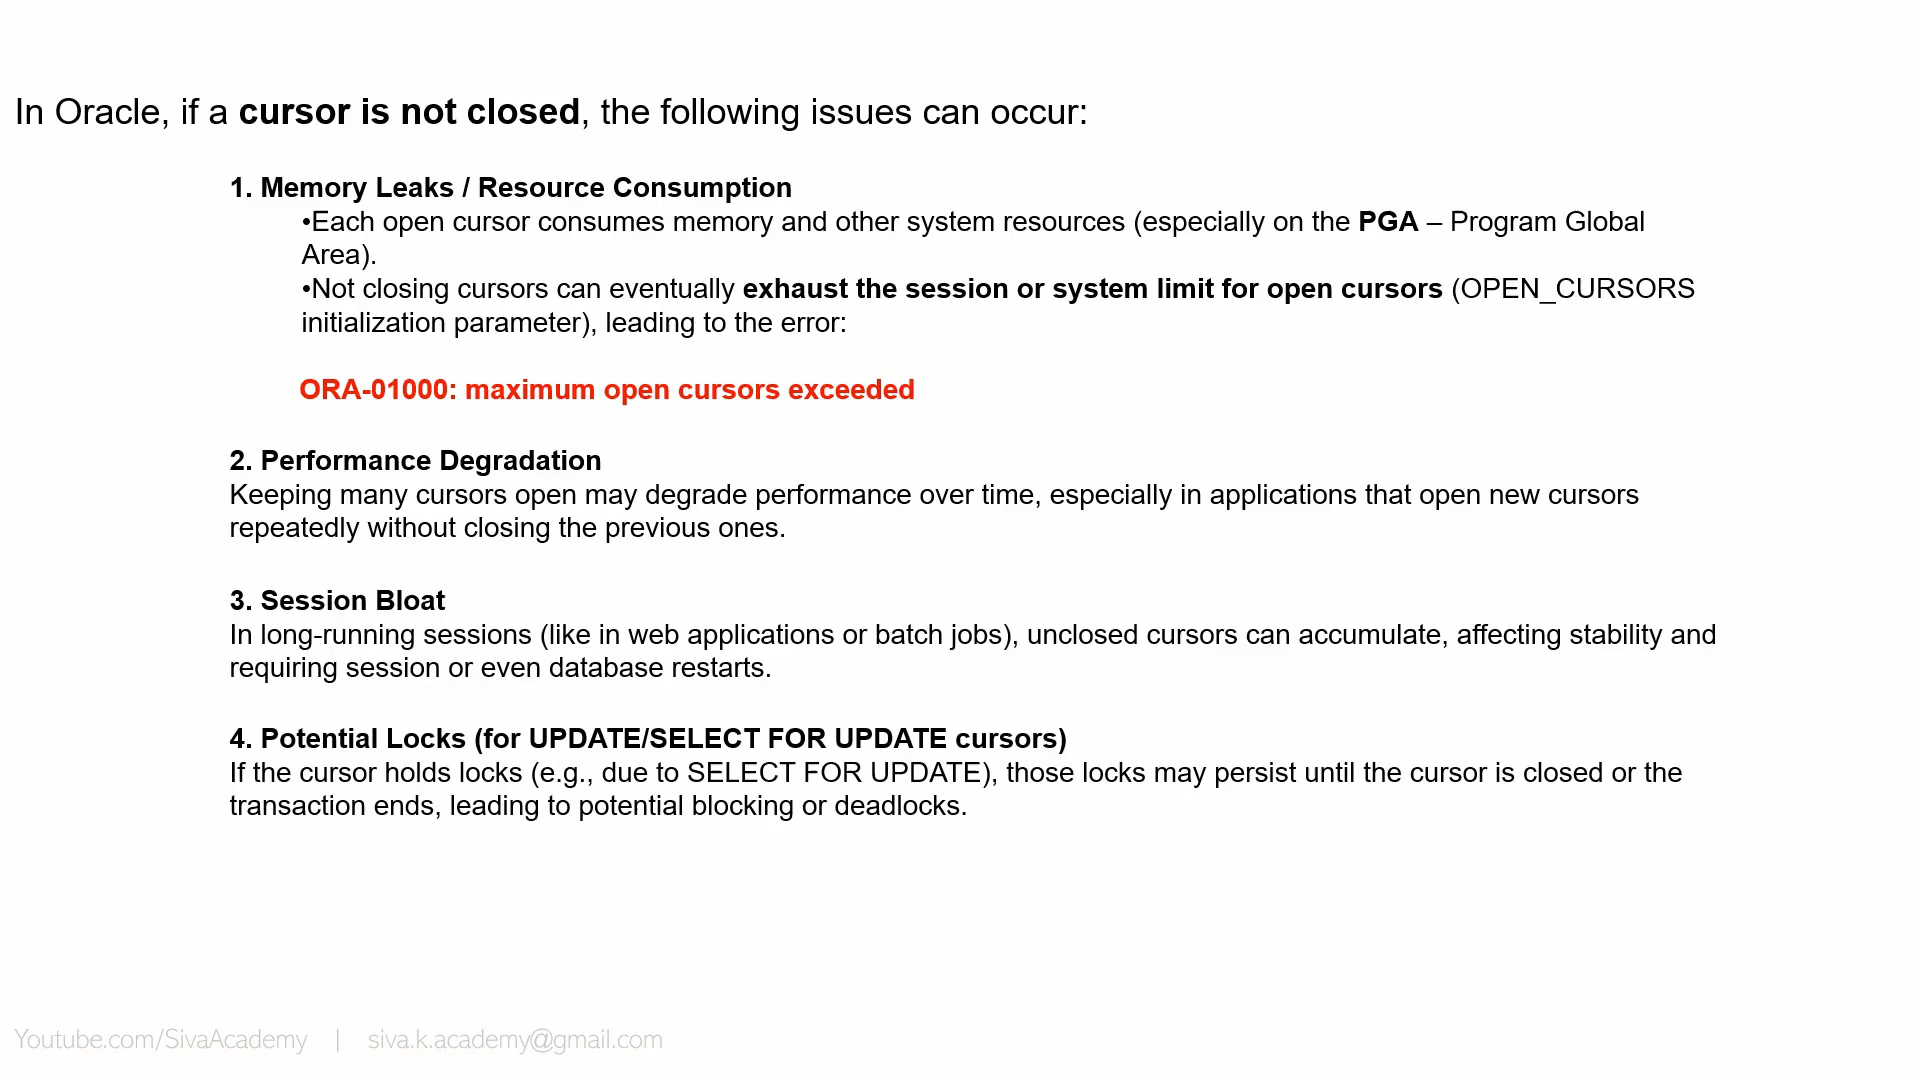 In Oracle, if a cursor is not closed, the following issues can occur:
1. Memory Leaks / Resource Consumption
•Each open cursor consumes memory and other system resources (especially on the PGA – Program Global
Area).
•Not closing cursors can eventually exhaust the session or system limit for open cursors (OPEN_CURSORS
initialization parameter), leading to the error:
ORA-01000: maximum open cursors exceeded
2. Performance Degradation
Keeping many cursors open may degrade performance over time, especially in applications that open new cursors
repeatedly without closing the previous ones.
3. Session Bloat
In long-running sessions (like in web applications or batch jobs), unclosed cursors can accumulate, affecting stability and
requiring session or even database restarts.
4. Potential Locks (for UPDATE/SELECT FOR UPDATE cursors)
If the cursor holds locks (e.g., due to SELECT FOR UPDATE), those locks may persist until the cursor is closed or the
transaction ends, leading to potential blocking or deadlocks.
Youtube.com/SivaAcademy | siva.k.academy@gmail.com